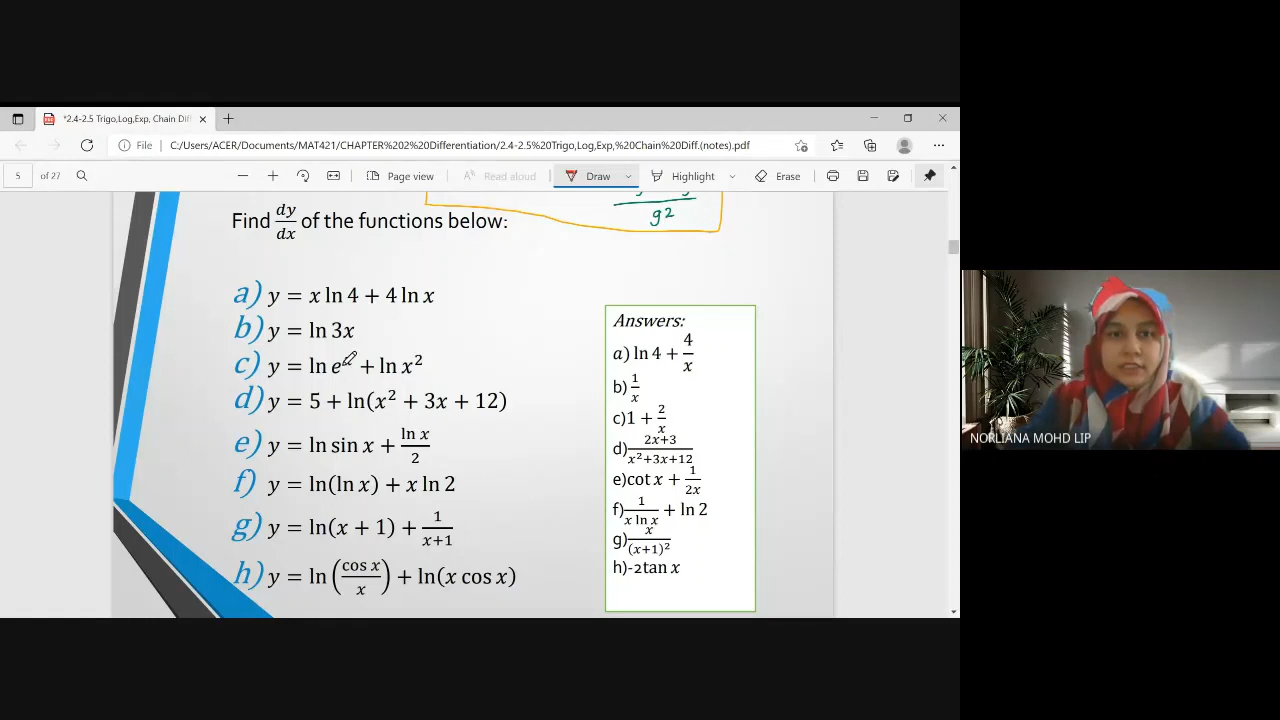 *2.4-2.5 Trigo,Log,Exp, Chain Dif
File C:/Users/ACER/Documents/MAT421/CHAPTER%202%20Differentiation/2.4-2.5%20Trigo,Log,Exp,%20Chain%20Diff.(notes).pdf
5 of 27 Page view Read aloud Draw Highlight Erase
g²
Find dy/dx of the functions below:
a) y = x ln 4 + 4 ln x
b) y = ln 3x
c) y = ln eˣ + ln x²
d) y = 5 + ln(x² + 3x + 12)
e) y = ln sin x + ln x/2
f) y = ln(ln x) + x ln 2
g) y = ln(x + 1) + 1/x+1
h) y = ln (cos x/x) + ln(x cos x)
Answers:
a) ln 4 + 4/x
b) 1/x
c) 1 + 2/x
d) 2x+3/x²+3x+12
e) cot x + 1/2x
f) 1/x ln x + ln 2
g) x/(x+1)²
h) -2tan x
NORLIANA MOHD LIP